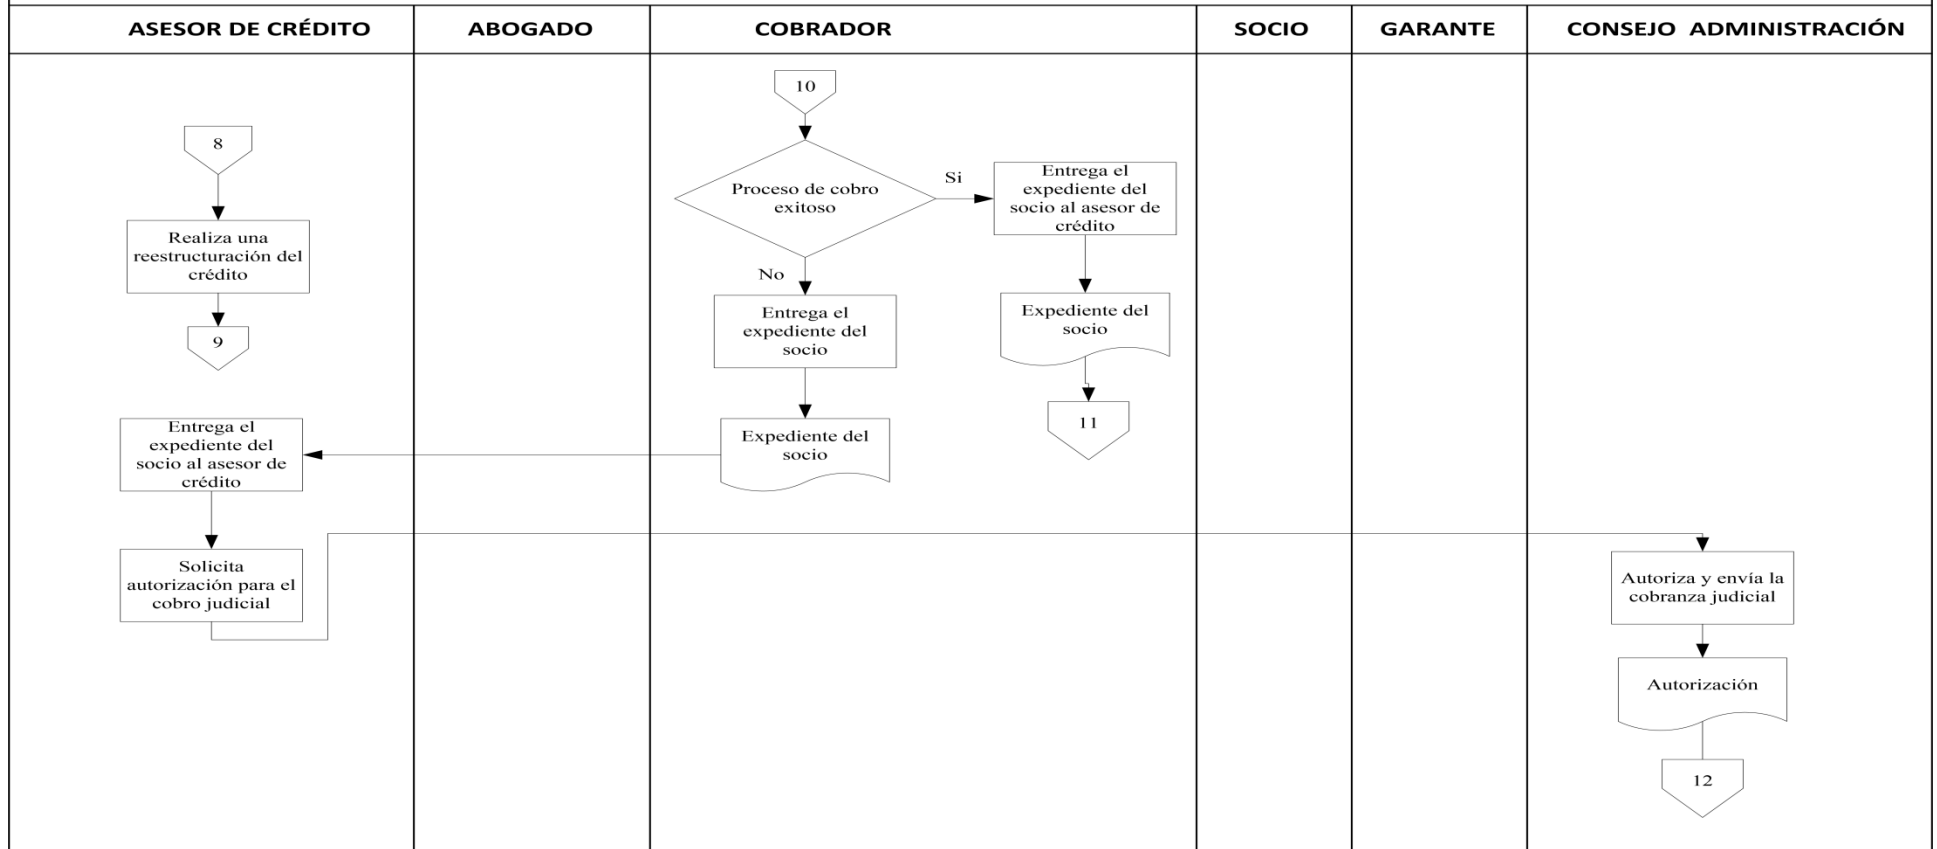 ASESOR DE CRÉDITO
ABOGADO
COBRADOR
SOCIO
GARANTE
CONSEJO ADMINISTRACIÓN
8
Realiza una
reestructuración del
crédito
9
Entrega el
expediente del
socio al asesor de
crédito
Solicita
autorización para el
cobro judicial
10
Proceso de cobro
exitoso
Si
No
Entrega el
expediente del
socio
Expediente del
socio
Entrega el
expediente del
socio al asesor de
crédito
Expediente del
socio
11
Autoriza y envía la
cobranza judicial
Autorización
12